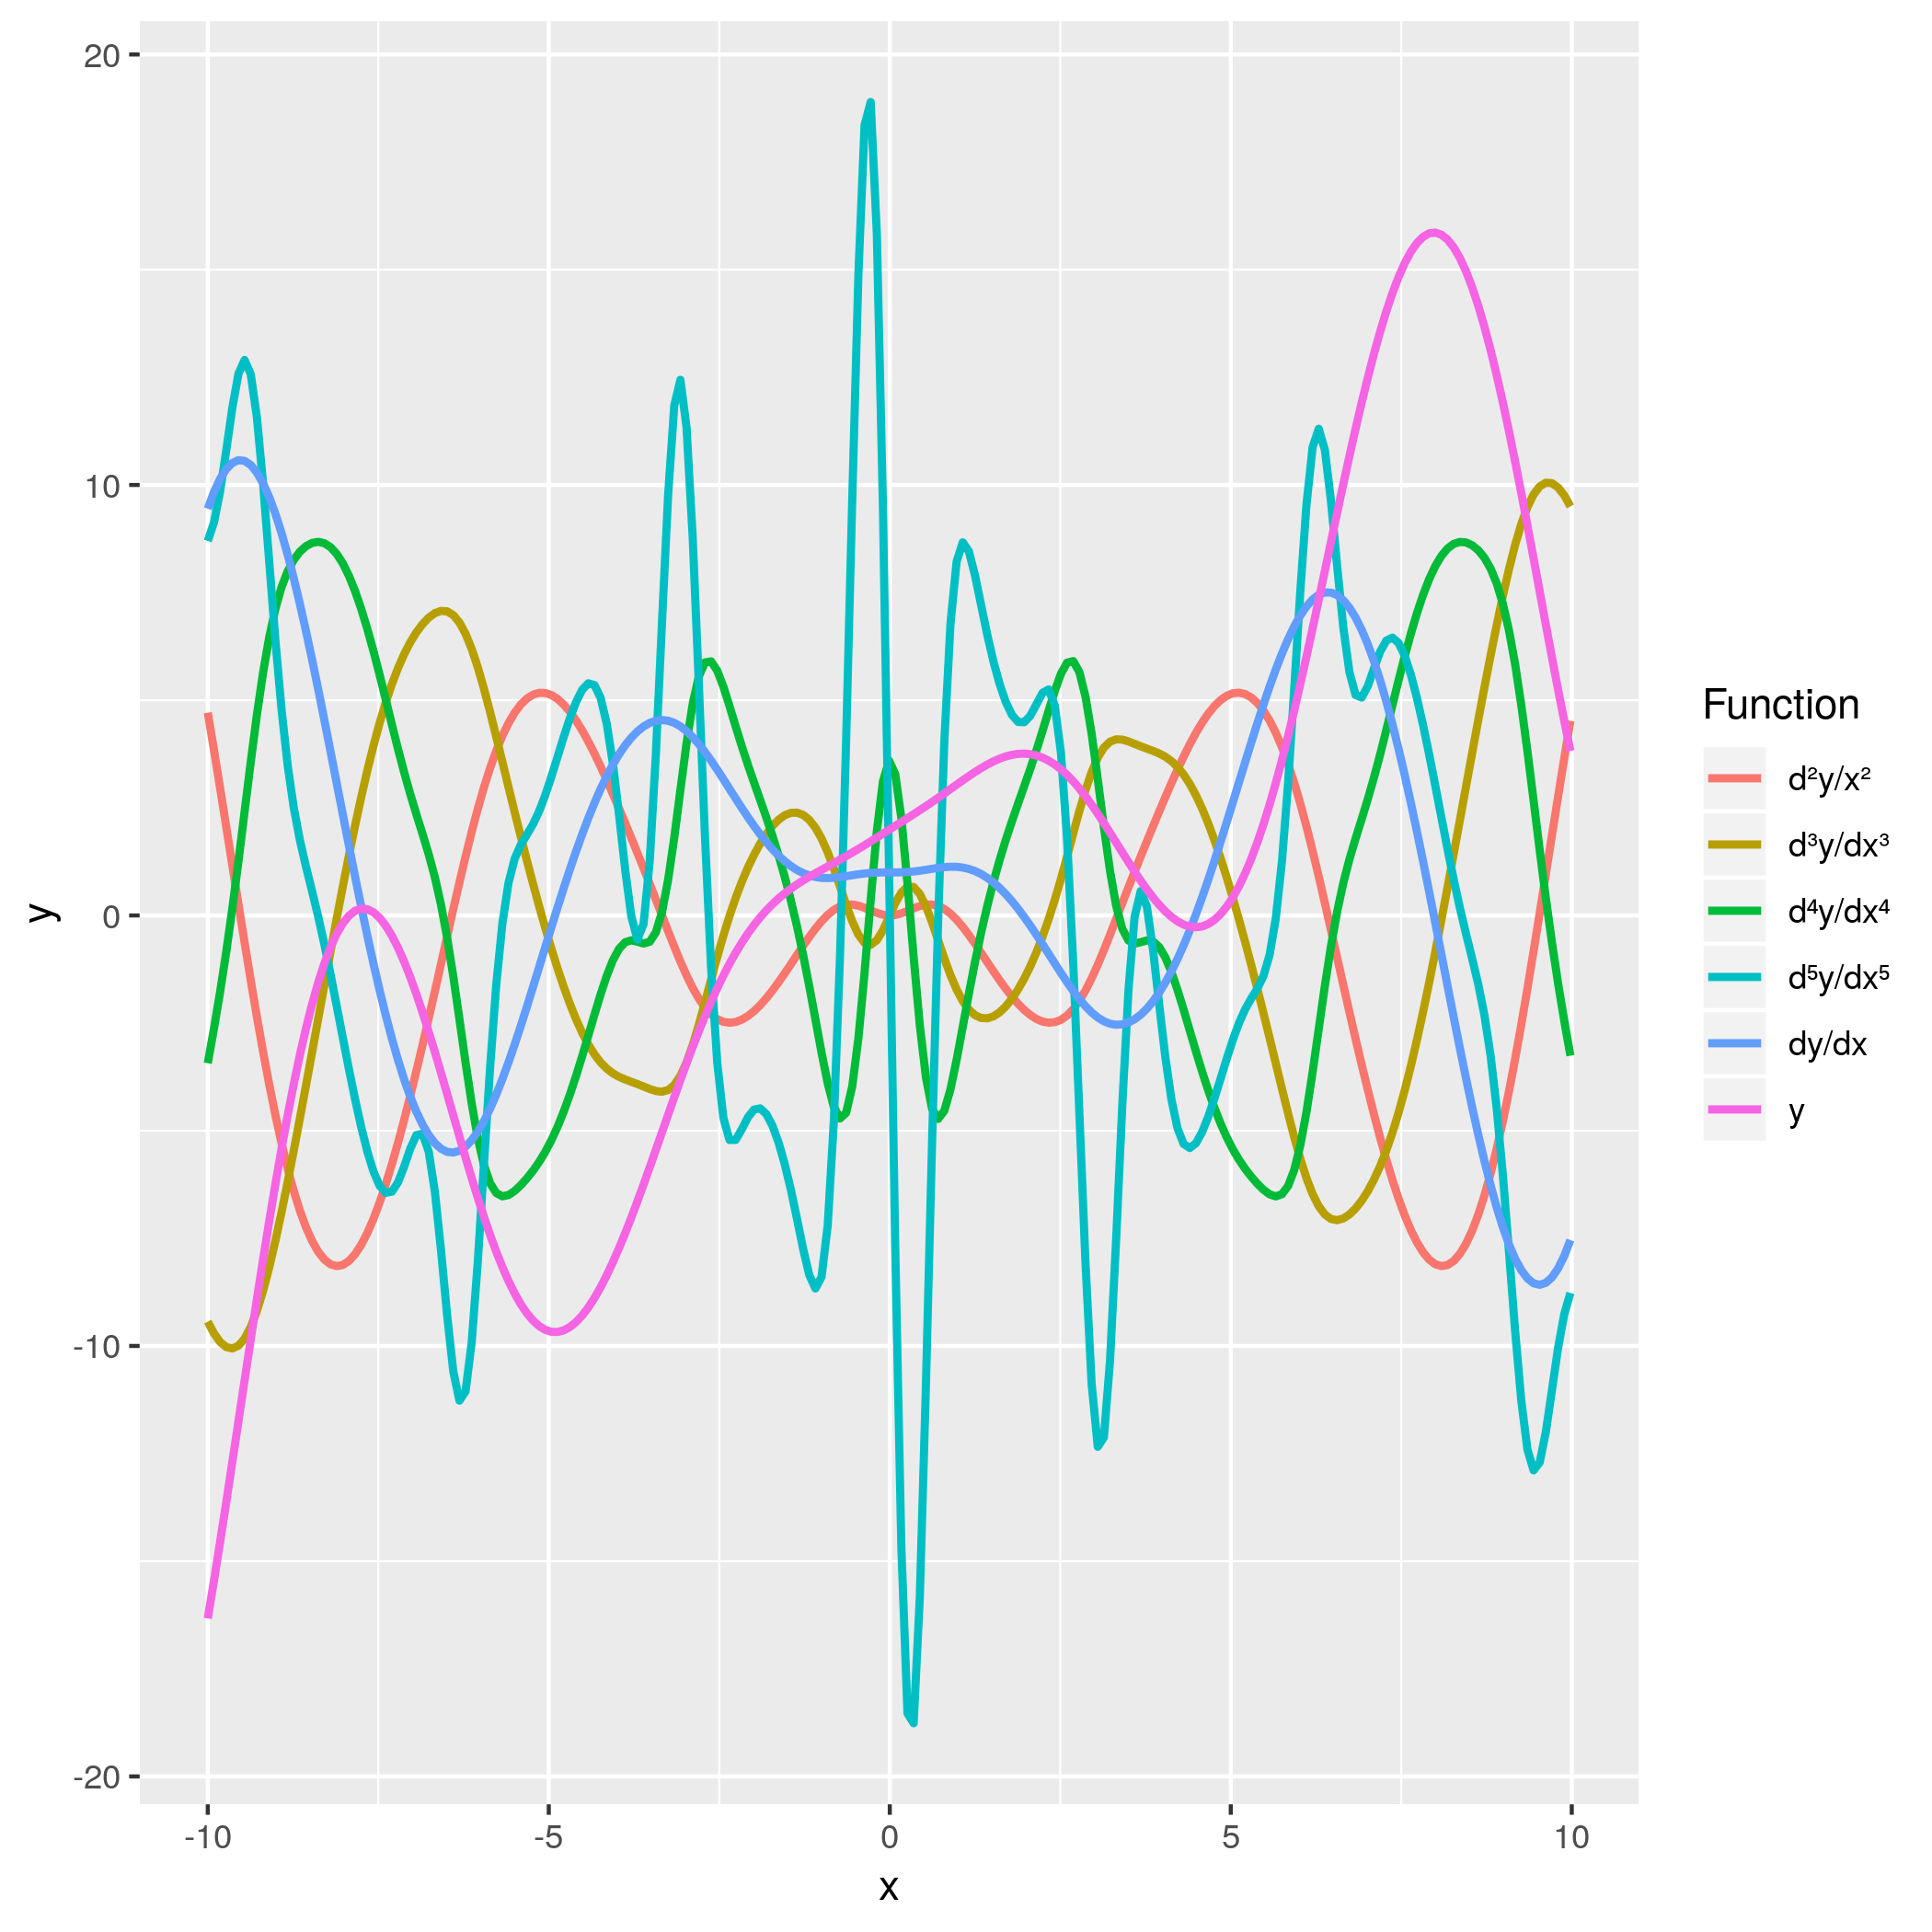 20
10
0
-10
-20
y
-10 -5 0 5 10
x
Function
d²y/x²
d³y/dx³
d⁴y/dx⁴
d⁵y/dx⁵
dy/dx
y